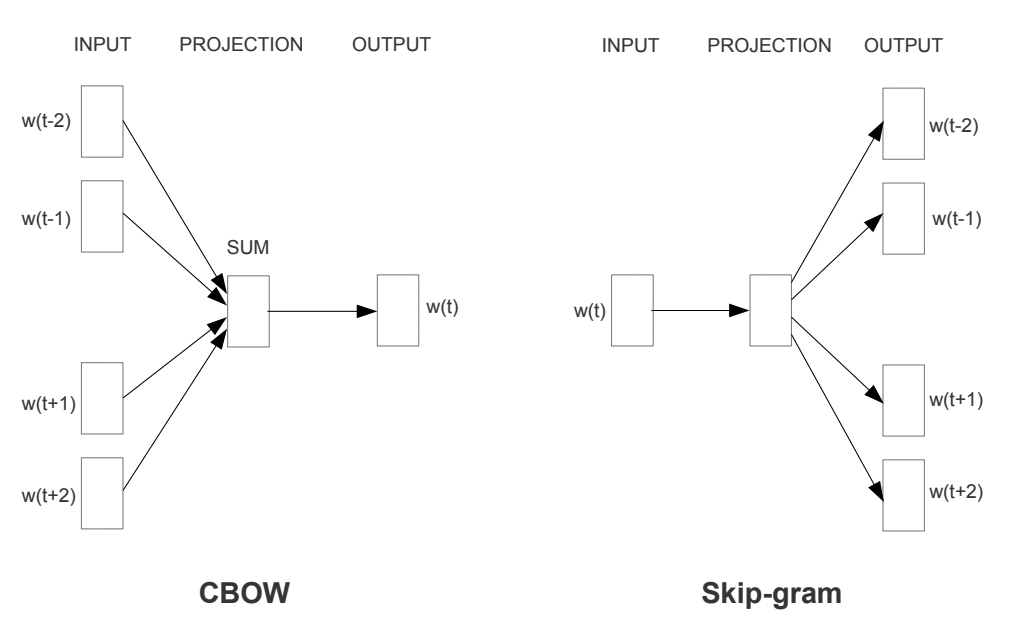 INPUT PROJECTION OUTPUT
w(t-2)
w(t-1)
SUM
w(t)
w(t+1)
w(t+2)
CBOW
INPUT PROJECTION OUTPUT
w(t-2)
w(t-1)
w(t)
w(t+1)
w(t+2)
Skip-gram